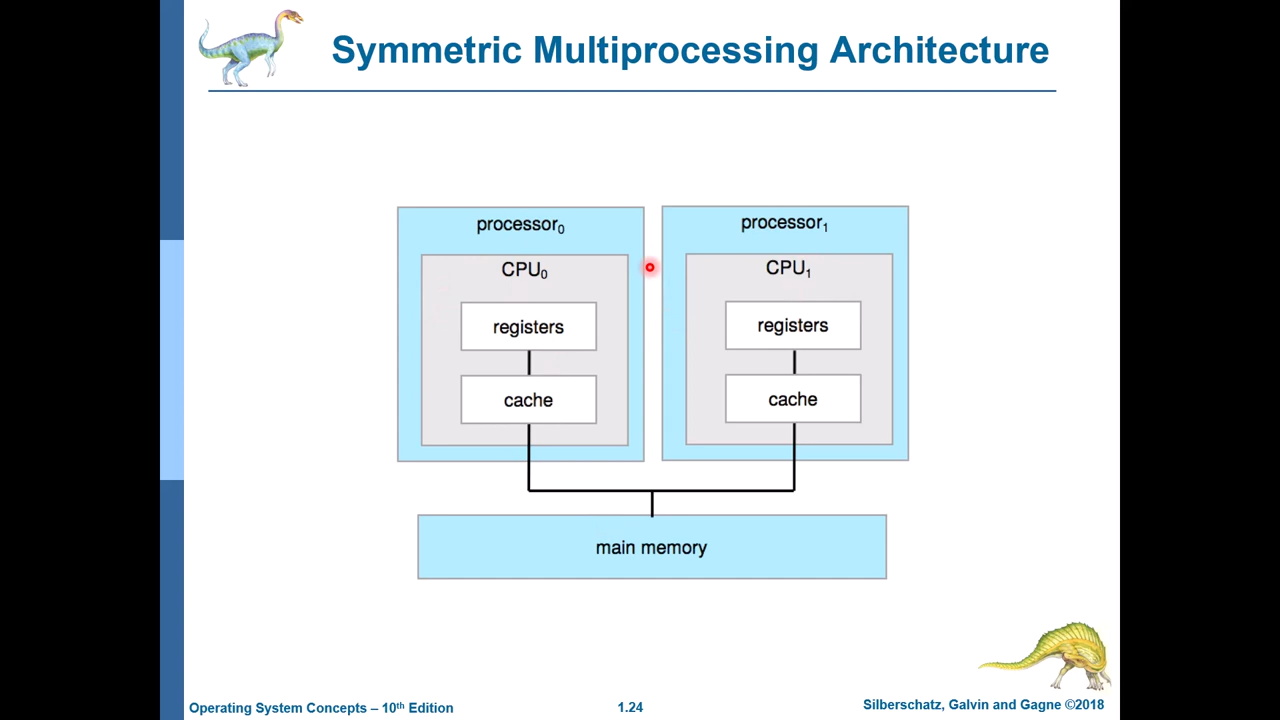 Symmetric Multiprocessing Architecture
processor₀
processor₁
CPU₀
CPU₁
registers
registers
cache
cache
main memory
Operating System Concepts – 10ᵗʰ Edition
1.24
Silberschatz, Galvin and Gagne ©2018